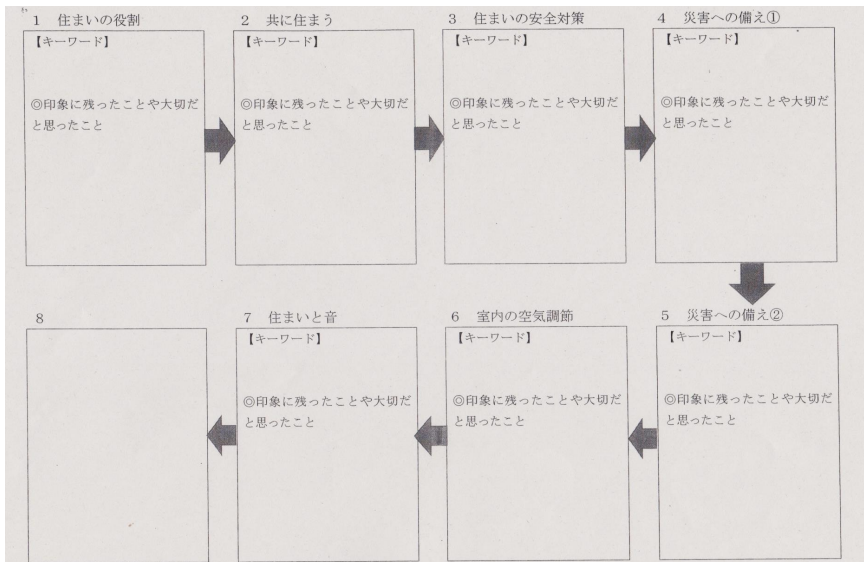 1 住まいの役割
【キーワード】
◎印象に残ったことや大切だ
と思ったこと
2 共に住まう
【キーワード】
◎印象に残ったことや大切だ
と思ったこと
3 住まいの安全対策
【キーワード】
◎印象に残ったことや大切だ
と思ったこと
4 災害への備え①
【キーワード】
◎印象に残ったことや大切だ
と思ったこと
5 災害への備え②
【キーワード】
◎印象に残ったことや大切だ
と思ったこと
6 室内の空気調節
【キーワード】
◎印象に残ったことや大切だ
と思ったこと
7 住まいと音
【キーワード】
◎印象に残ったことや大切だ
と思ったこと
8